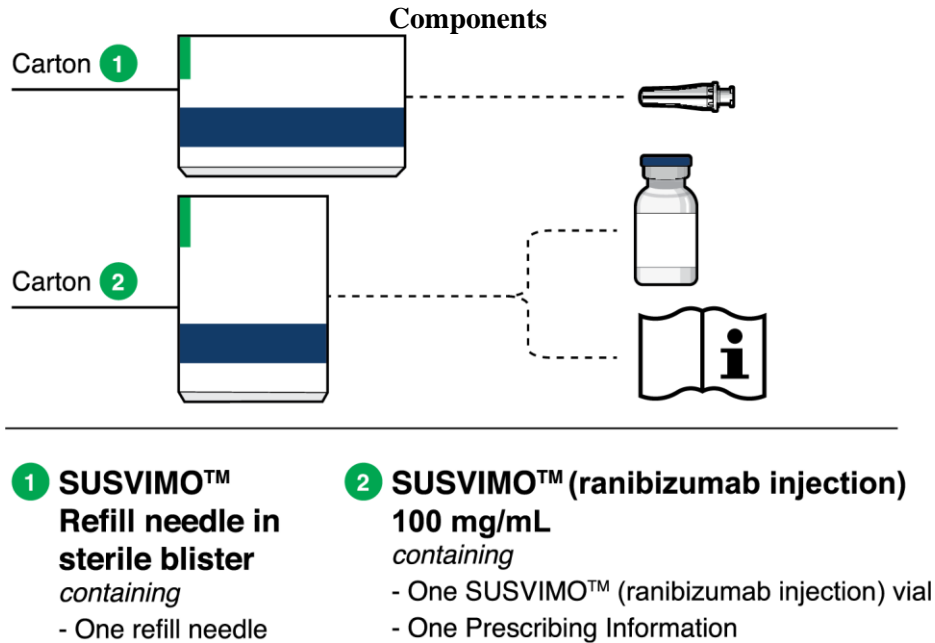 Components
Carton 1
Carton 2
1 SUSVIMO™
Refill needle in
sterile blister
containing
- One refill needle
2 SUSVIMO™ (ranibizumab injection)
100 mg/mL
containing
- One SUSVIMO™ (ranibizumab injection) vial
- One Prescribing Information